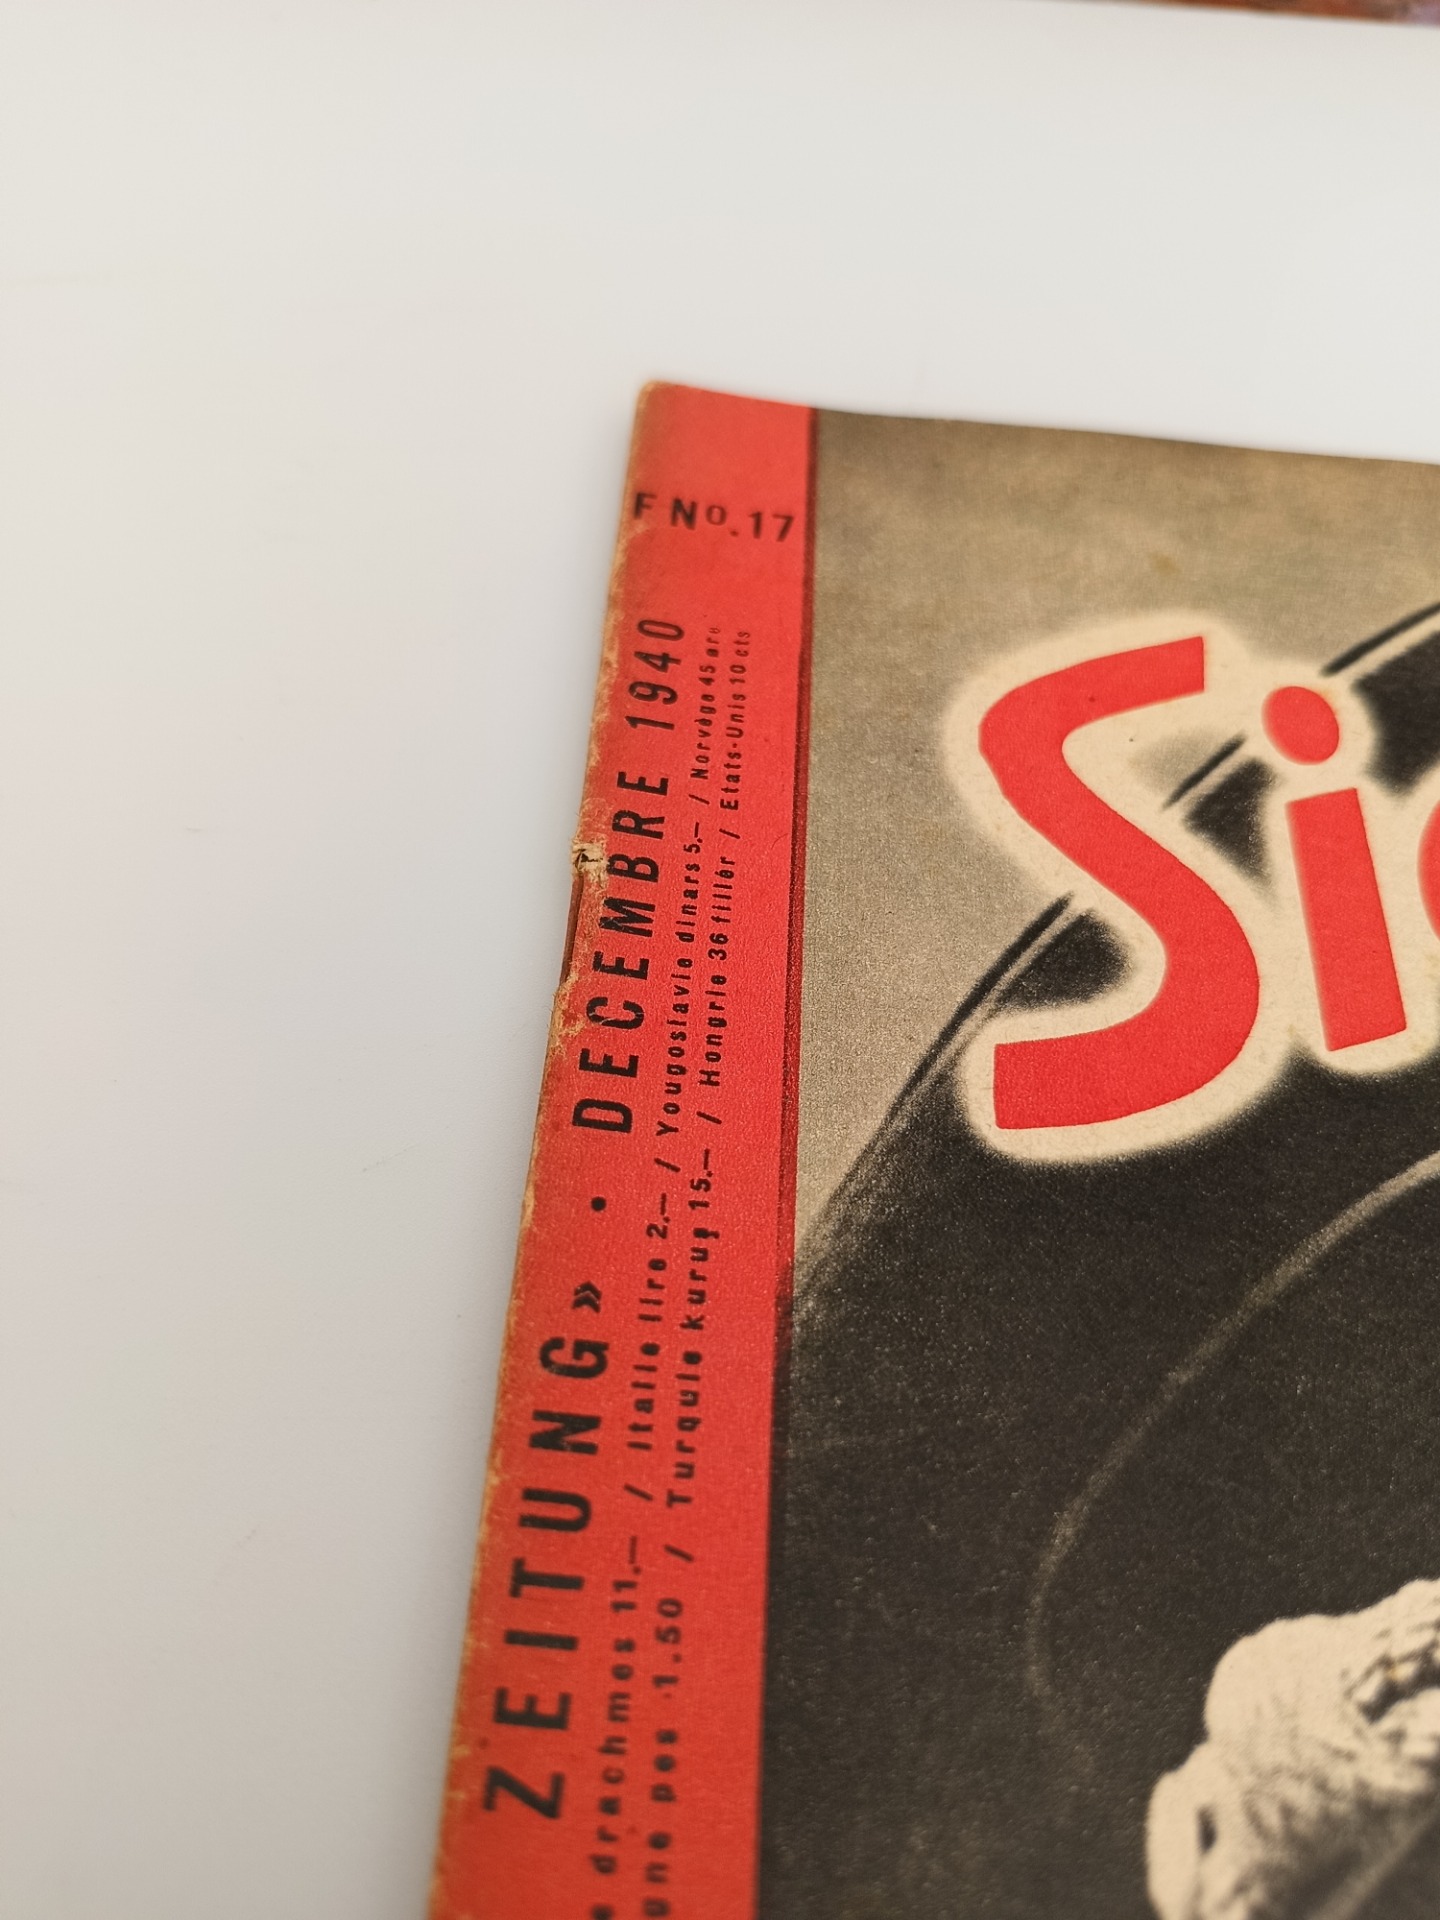 F Nº.17
Si
ZEITUNG» • DECEMBRE 1940
drachmes 11.— / Italie lire 2.— / Yougoslavie dinars 5.— / Norvège 45 øre
pes 1.50 / Turquie kuruş 15.— / Hongrie 36 fillér / Etats-Unis 10 cts